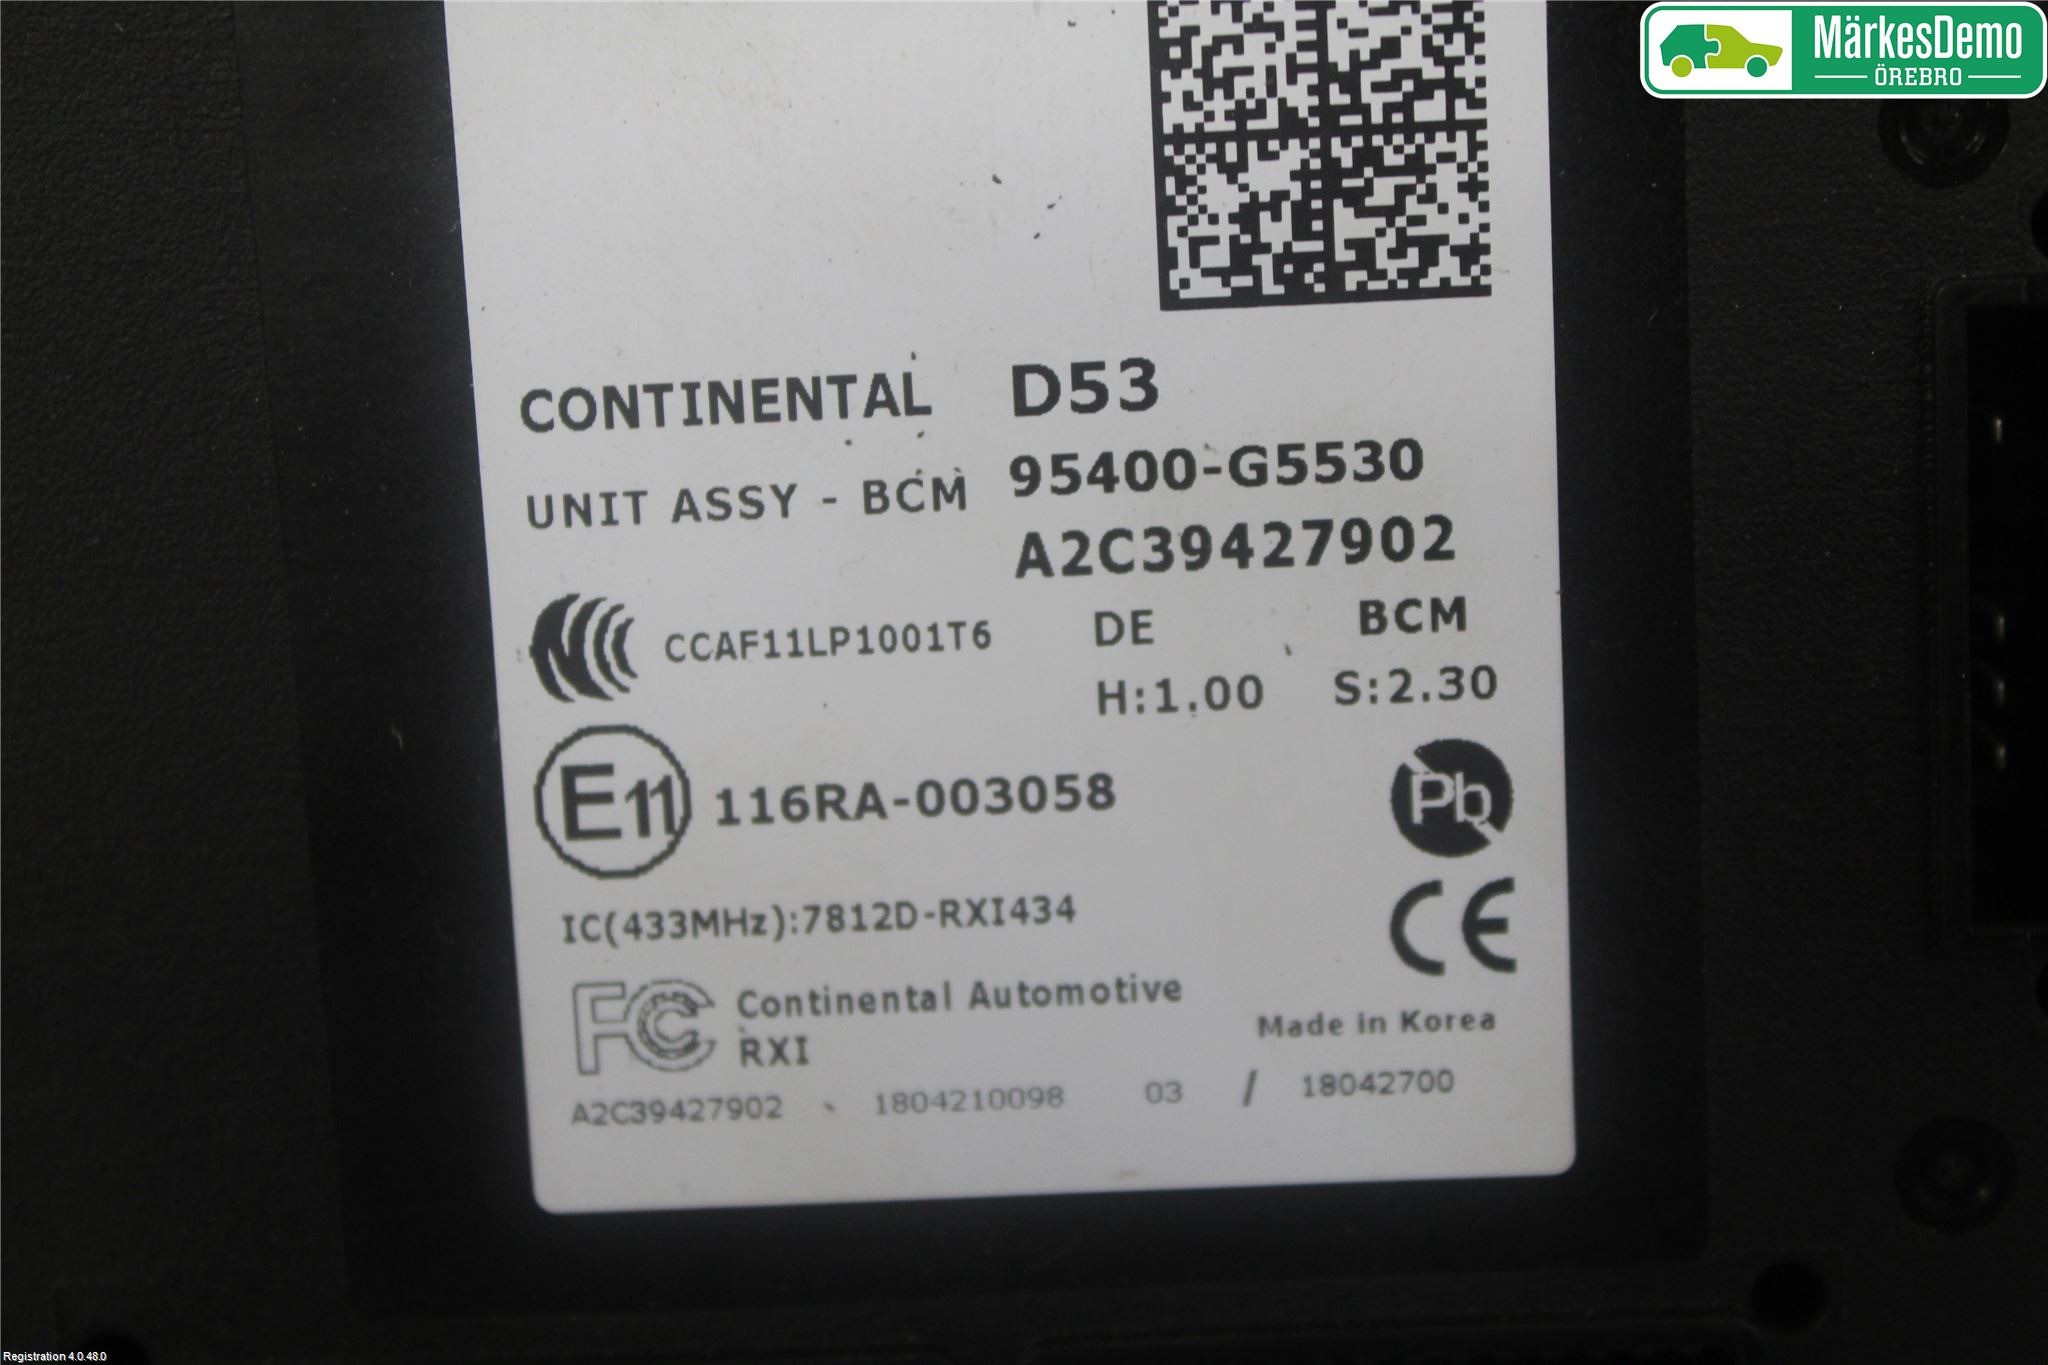 MärkesDemo
ÖREBRO
CONTINENTAL D53
UNIT ASSY - BCM 95400-G5530
A2C39427902
CCAF11LP1001T6 DE BCM
H:1.00 S:2.30
E11 116RA-003058 Pb
IC(433MHz):7812D-RXI434
CE
FC Continental Automotive
RXI Made in Korea
A2C39427902 - 1804210098 03 / 18042700
Registration 4.0.48.0